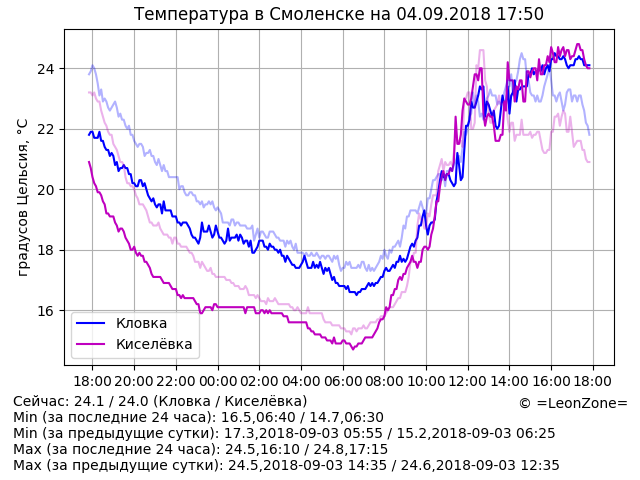 Температура в Смоленске на 04.09.2018 17:50
градусов Цельсия, °C
24
22
20
18
16
Кловка
Киселёвка
18:00 20:00 22:00 00:00 02:00 04:00 06:00 08:00 10:00 12:00 14:00 16:00 18:00
Сейчас: 24.1 / 24.0 (Кловка / Киселёвка)
© =LeonZone=
Min (за последние 24 часа): 16.5,06:40 / 14.7,06:30
Min (за предыдущие сутки): 17.3,2018-09-03 05:55 / 15.2,2018-09-03 06:25
Max (за последние 24 часа): 24.5,16:10 / 24.8,17:15
Max (за предыдущие сутки): 24.5,2018-09-03 14:35 / 24.6,2018-09-03 12:35